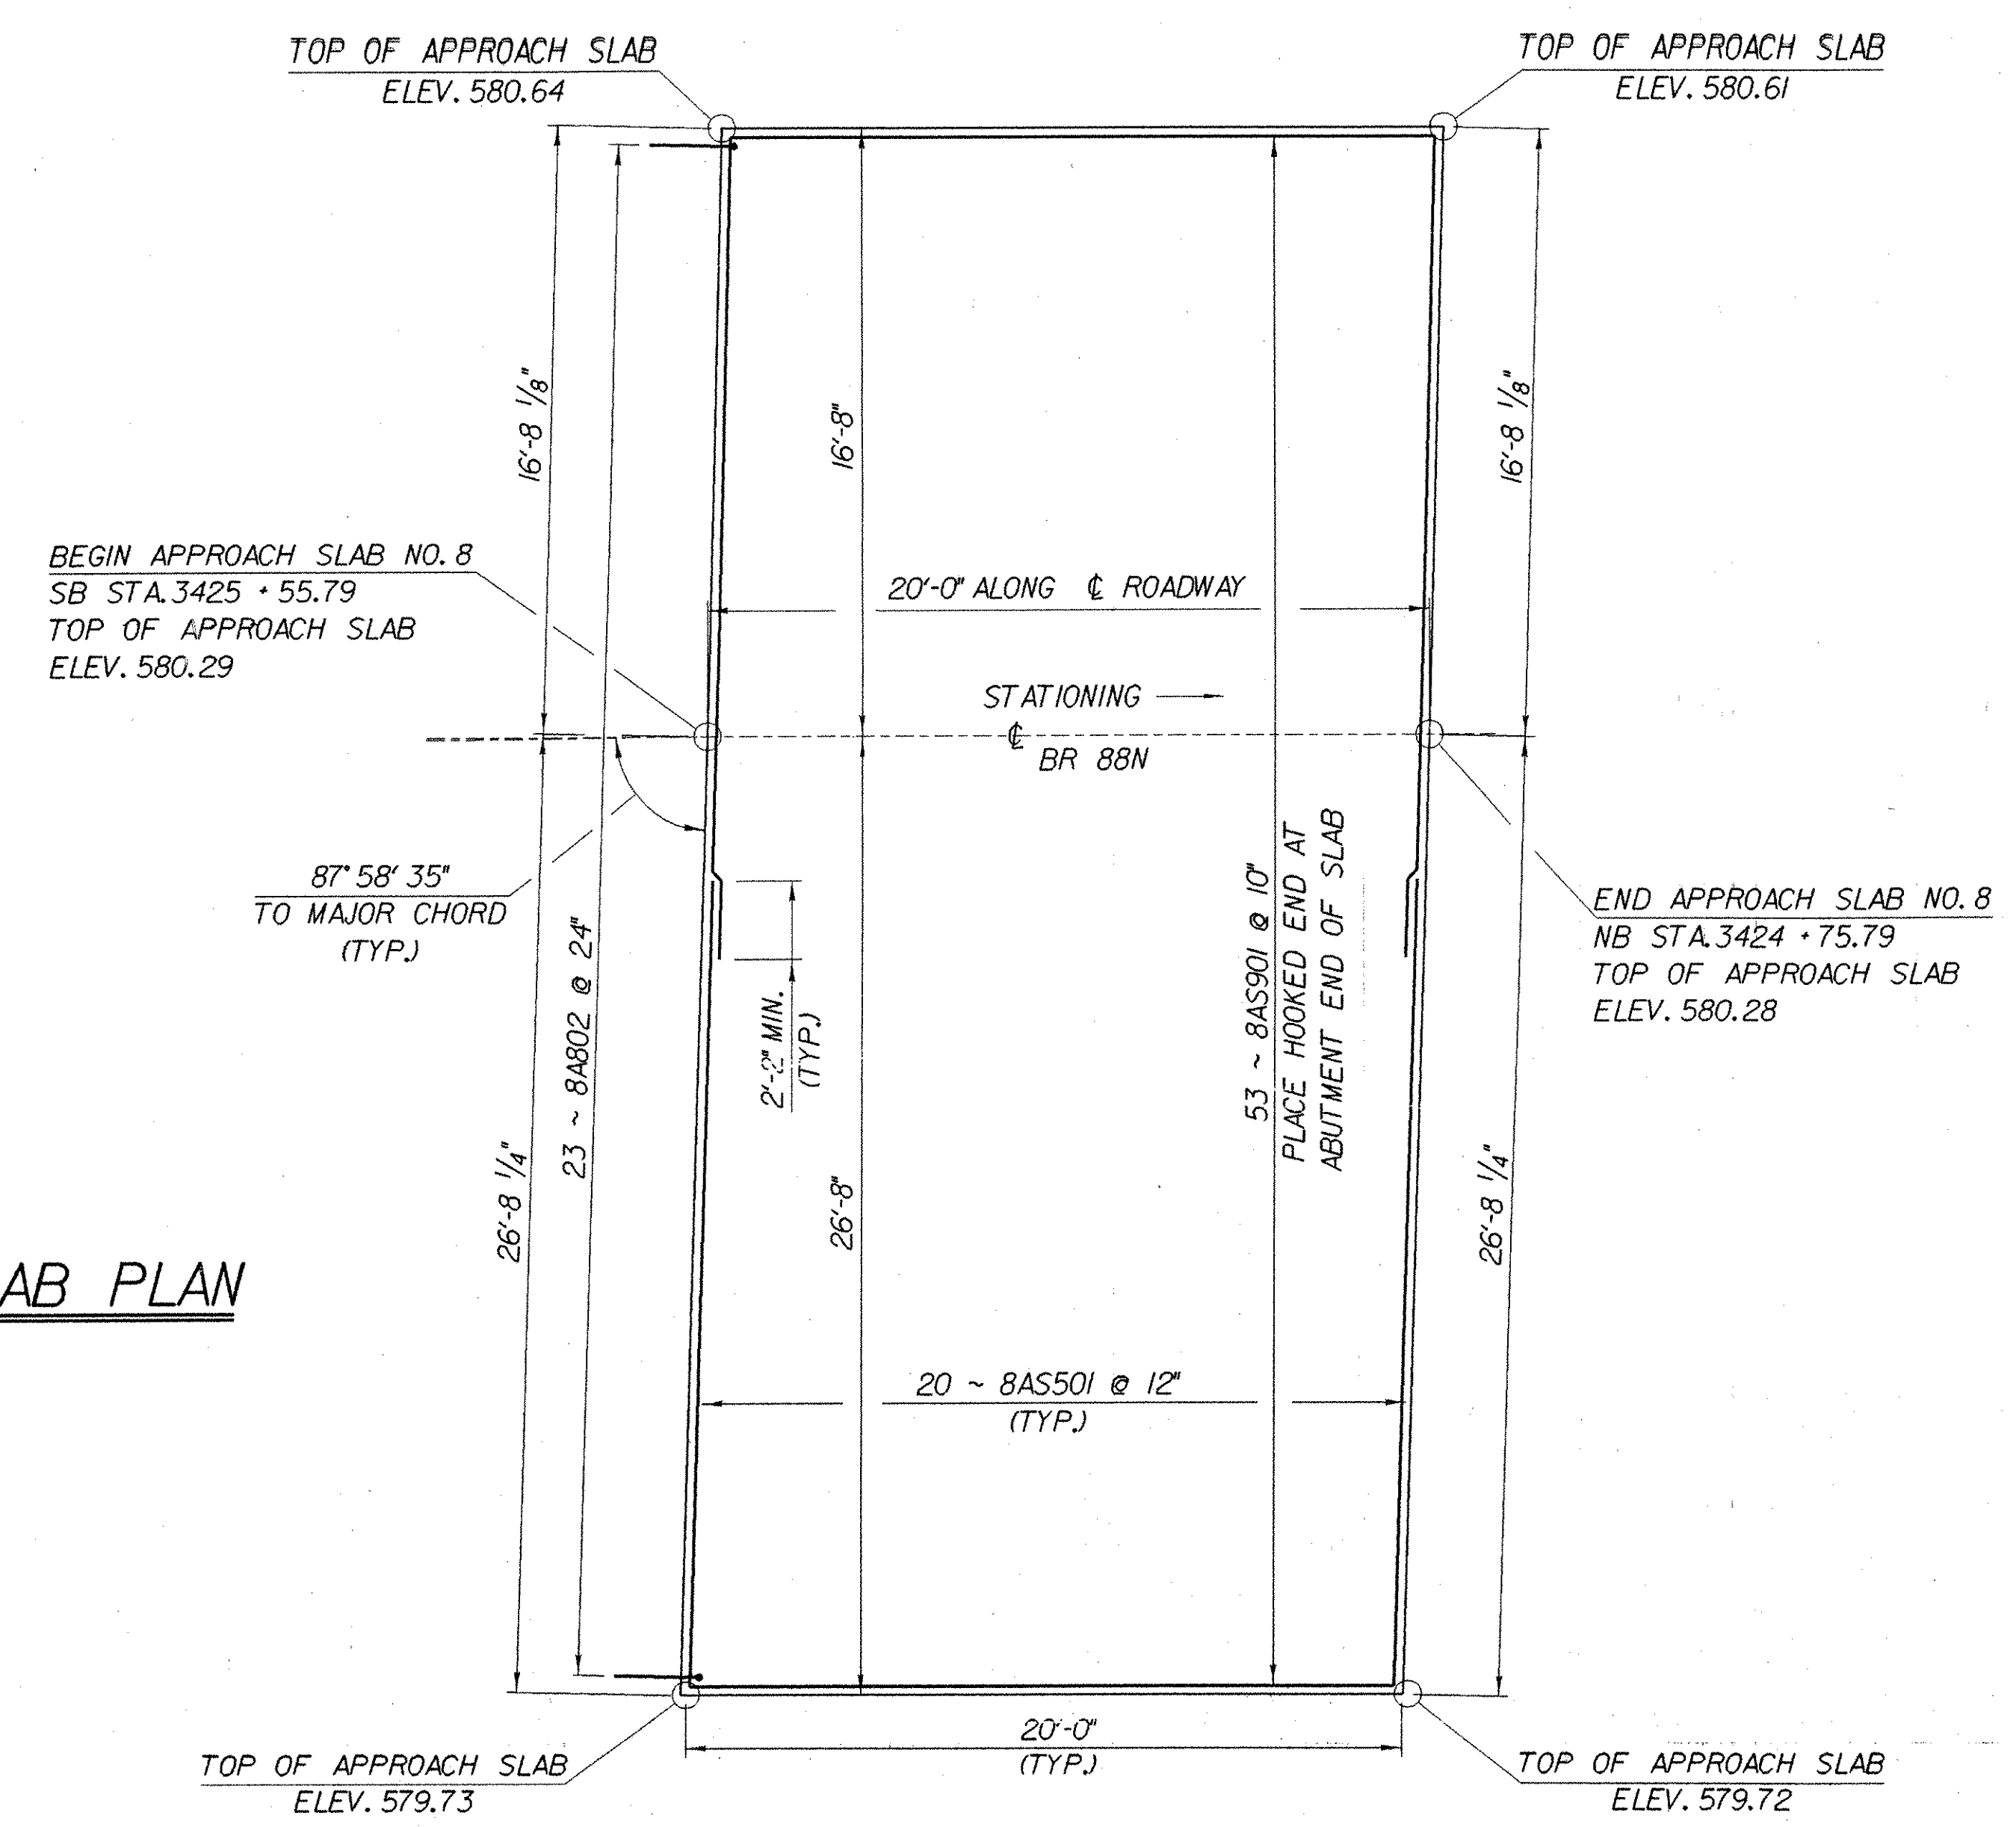 TOP OF APPROACH SLAB
ELEV. 580.64
TOP OF APPROACH SLAB
ELEV. 580.61
16'-8 1/8"
16'-8"
16'-8 1/8"
BEGIN APPROACH SLAB NO. 8
SB STA. 3425 + 55.79
TOP OF APPROACH SLAB
ELEV. 580.29
20'-0" ALONG ℄ ROADWAY
STATIONING
℄
BR 88N
87° 58' 35"
TO MAJOR CHORD
(TYP.)
23 ~ 8A802 @ 24"
2'-2" MIN.
(TYP.)
53 ~ 8AS901 @ 10"
PLACE HOOKED END AT
ABUTMENT END OF SLAB
END APPROACH SLAB NO. 8
NB STA. 3424 + 75.79
TOP OF APPROACH SLAB
ELEV. 580.28
26'-8 1/4"
26'-8"
26'-8 1/4"
AB PLAN
20 ~ 8AS501 @ 12"
(TYP.)
20'-0"
(TYP.)
TOP OF APPROACH SLAB
ELEV. 579.73
TOP OF APPROACH SLAB
ELEV. 579.72